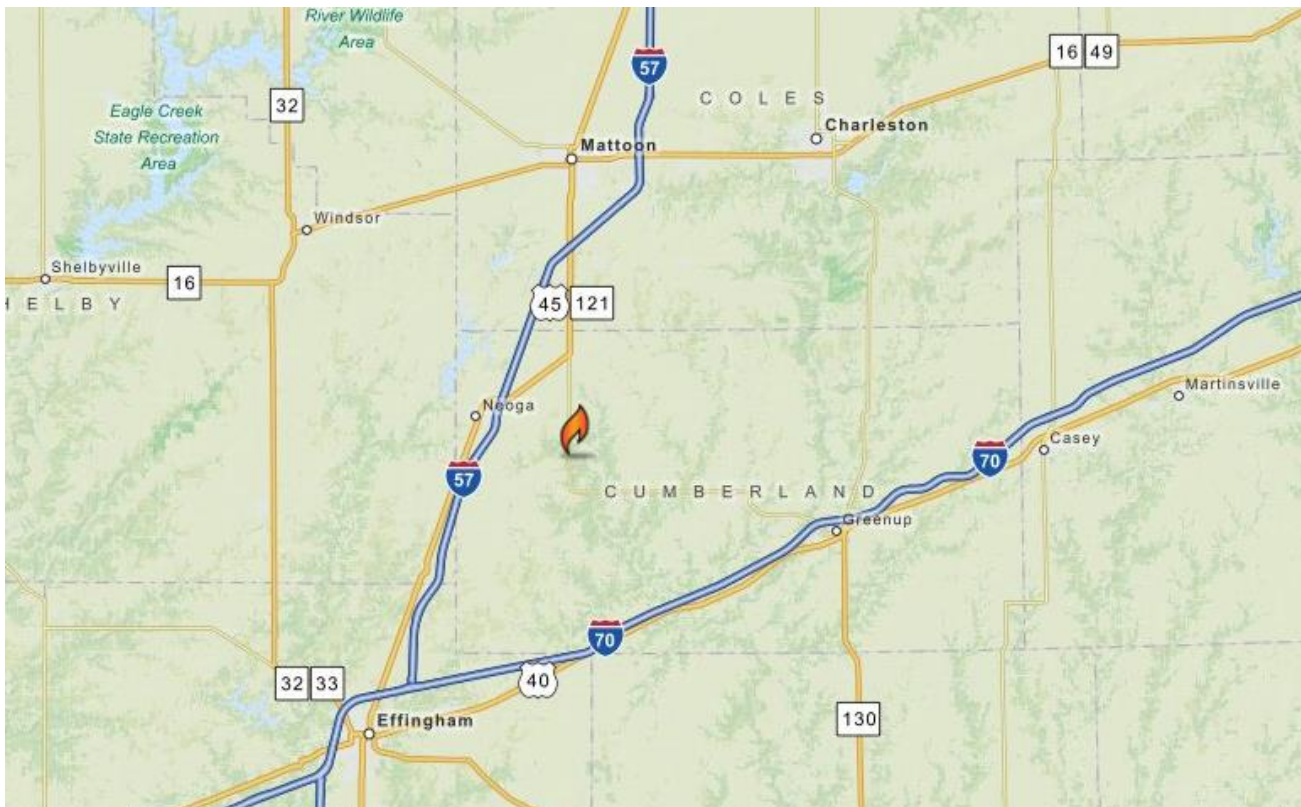 River Wildlife
Area
57
16 49
COLES
32
Eagle Creek
State Recreation
Area
Charleston
Mattoon
Windsor
Shelbyville
16
HELBY
45 121
Martinsville
Neoga
Casey
70
57
CUMBERLAND
Greenup
70
32 33
40
Effingham
130